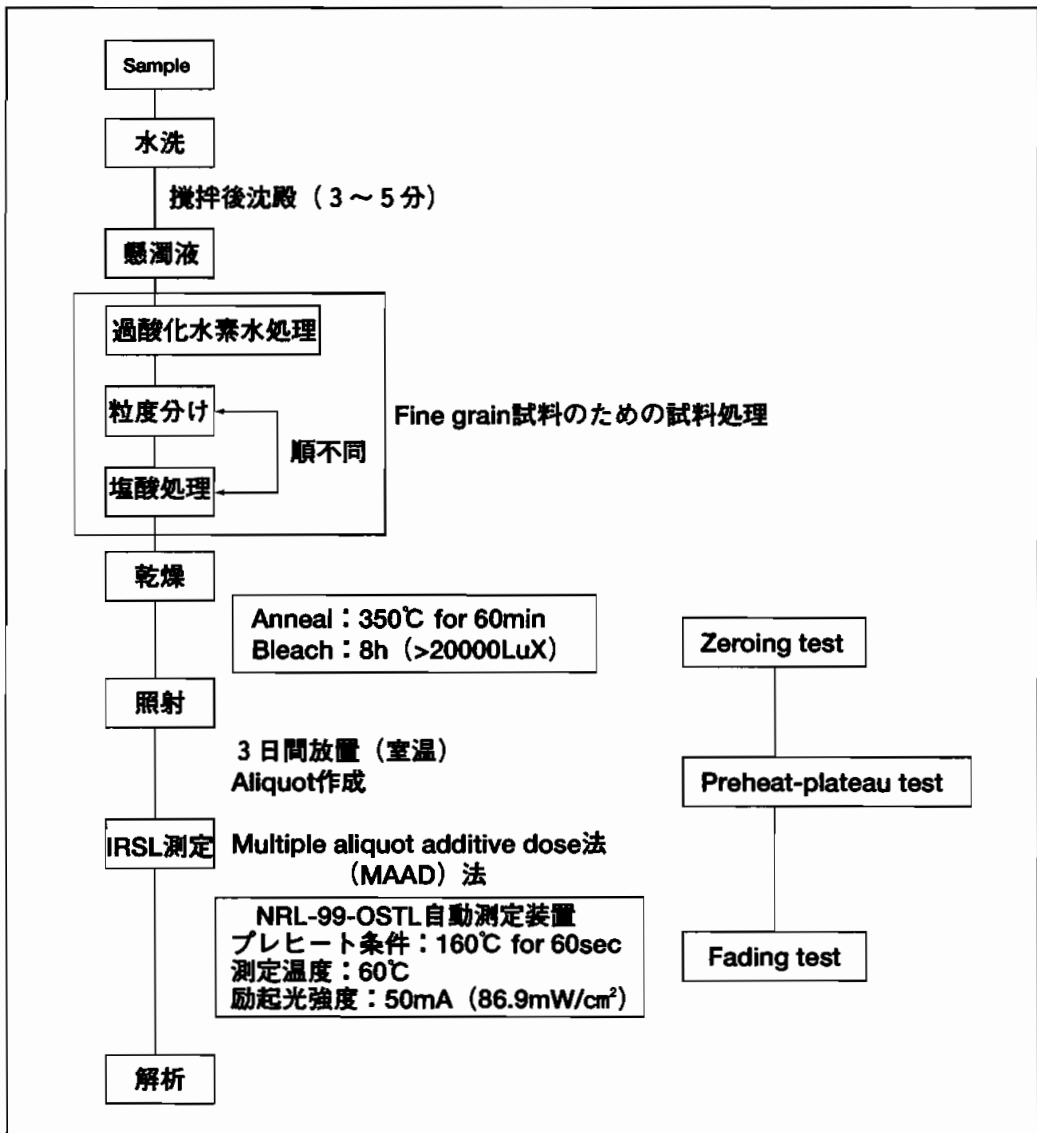 Sample
水洗
攪拌後沈殿（3～5分）
懸濁液
過酸化水素水処理
粒度分け
順不同
塩酸処理
Fine grain試料のための試料処理
乾燥
Anneal：350℃ for 60min
Bleach：8h（>20000LuX）
照射
3日間放置（室温）
Aliquot作成
IRSL測定
Multiple aliquot additive dose法
（MAAD）法
NRL-99-OSTL自動測定装置
プレヒート条件：160℃ for 60sec
測定温度：60℃
励起光強度：50mA（86.9mW/cm²）
解析
Zeroing test
Preheat-plateau test
Fading test